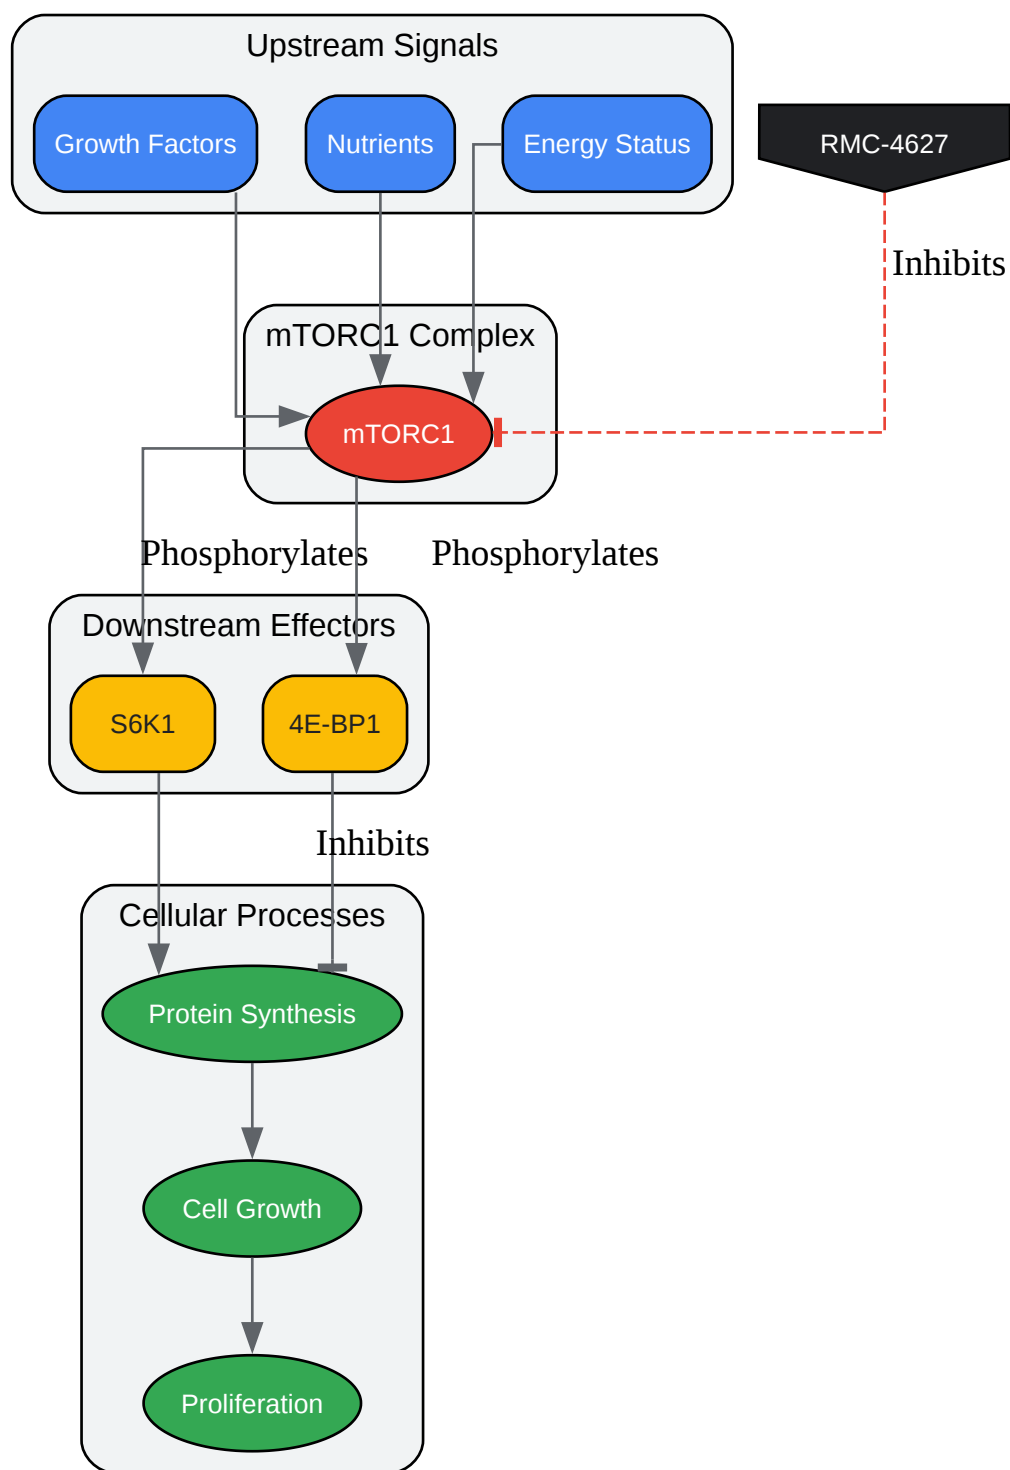 Upstream Signals
Growth Factors
Nutrients
Energy Status
RMC-4627
Inhibits
mTORC1 Complex
mTORC1
Phosphorylates
Phosphorylates
Downstream Effectors
S6K1
4E-BP1
Inhibits
Cellular Processes
Protein Synthesis
Cell Growth
Proliferation